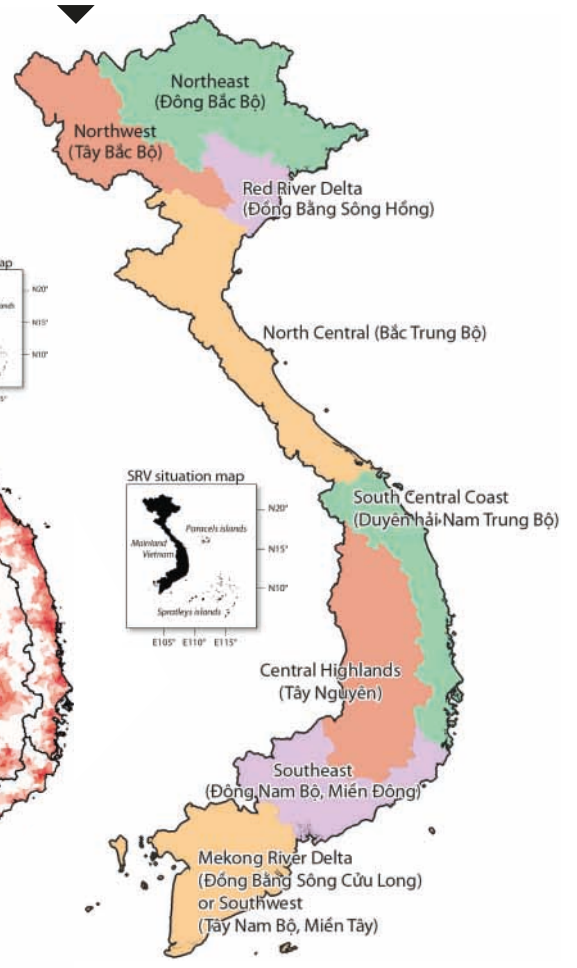 Northeast
(Đông Bắc Bộ)
Northwest
(Tây Bắc Bộ)
Red River Delta
(Đồng Bằng Sông Hồng)
ap
N20°
N15°
N10°
North Central (Bắc Trung Bộ)
SRV situation map
Mainland
Vietnam
Paracels islands
Spratleys islands
N20°
N15°
N10°
E105° E110° E115°
South Central Coast
(Duyên hải Nam Trung Bộ)
Central Highlands
(Tây Nguyên)
Southeast
(Đông Nam Bộ, Miền Đông)
Mekong River Delta
(Đồng Bằng Sông Cửu Long)
or Southwest
(Tây Nam Bộ, Miền Tây)